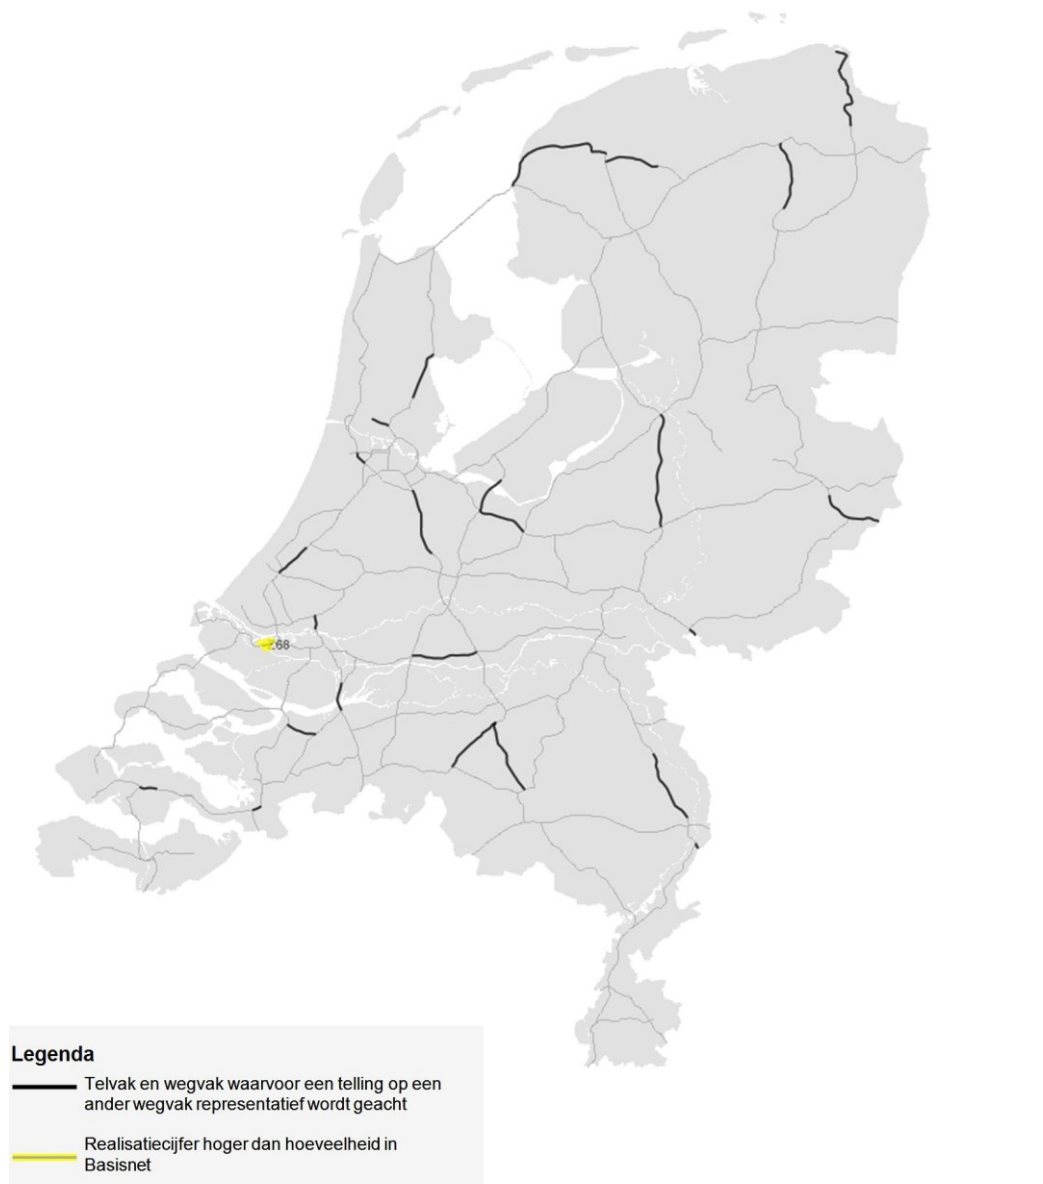 68
Legenda
Telvak en wegvak waarvoor een telling op een
ander wegvak representatief wordt geacht
Realisatiecijfer hoger dan hoeveelheid in
Basisnet